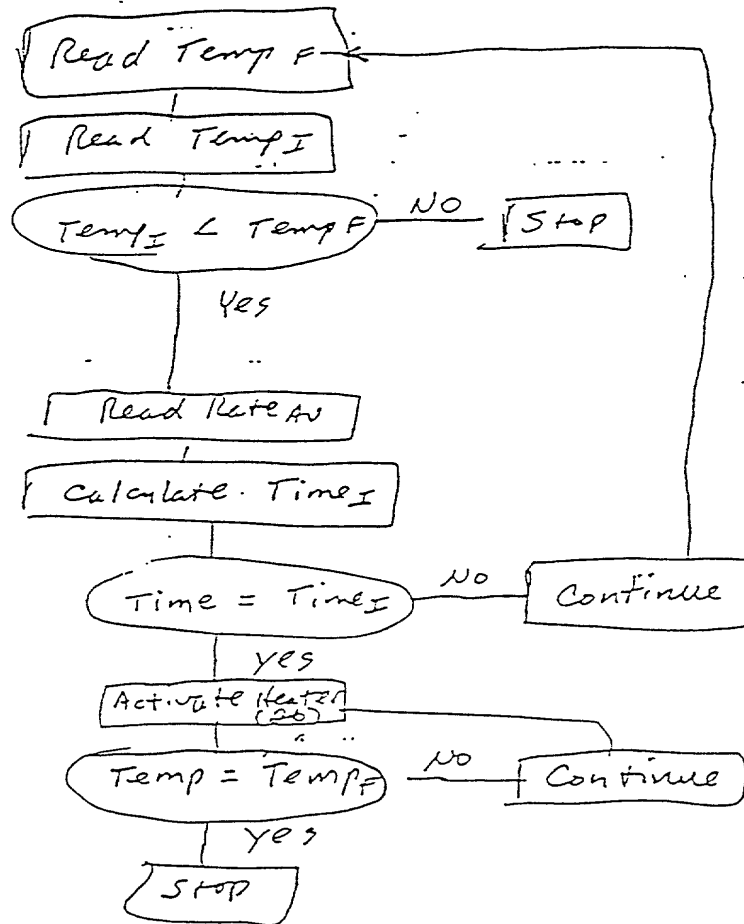 Read Temp F
Read Temp I
Temp I < Temp F
NO
Stop
Yes
Read Rate AV
Calculate Time I
Time = Time I
NO
Continue
yes
Activate Heater
(26)
Temp = Temp F
NO
Continue
yes
Stop